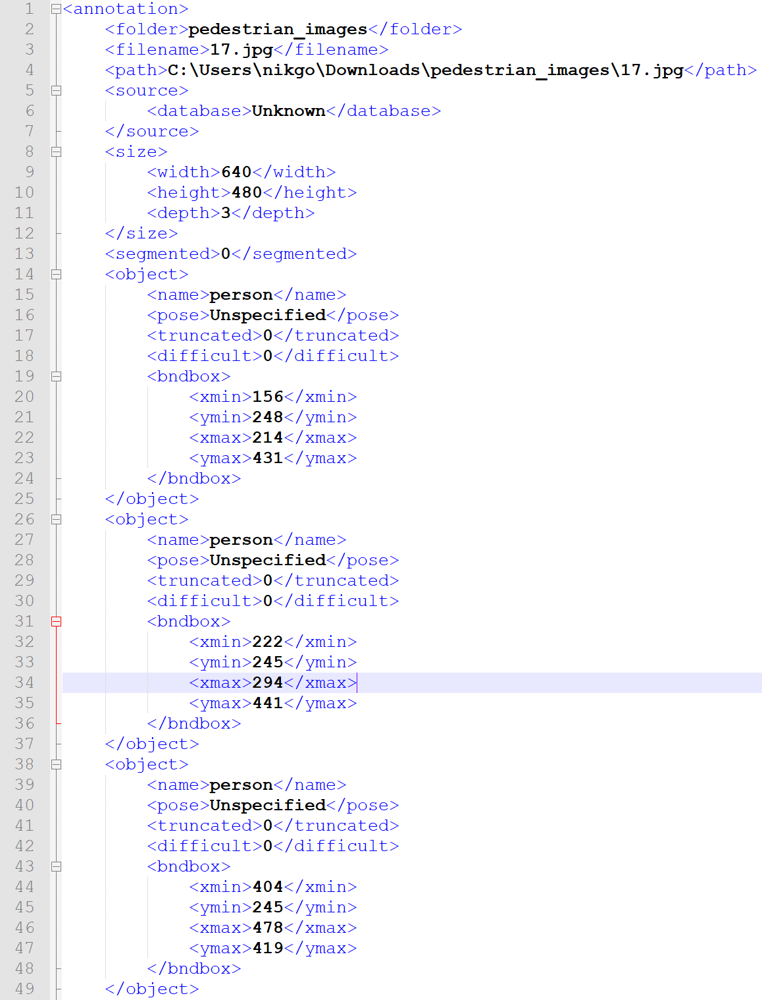 1 <annotation>
2 <folder>pedestrian_images</folder>
3 <filename>17.jpg</filename>
4 <path>C:\Users\nikgo\Downloads\pedestrian_images\17.jpg</path>
5 <source>
6 <database>Unknown</database>
7 </source>
8 <size>
9 <width>640</width>
10 <height>480</height>
11 <depth>3</depth>
12 </size>
13 <segmented>0</segmented>
14 <object>
15 <name>person</name>
16 <pose>Unspecified</pose>
17 <truncated>0</truncated>
18 <difficult>0</difficult>
19 <bndbox>
20 <xmin>156</xmin>
21 <ymin>248</ymin>
22 <xmax>214</xmax>
23 <ymax>431</ymax>
24 </bndbox>
25 </object>
26 <object>
27 <name>person</name>
28 <pose>Unspecified</pose>
29 <truncated>0</truncated>
30 <difficult>0</difficult>
31 <bndbox>
32 <xmin>222</xmin>
33 <ymin>245</ymin>
34 <xmax>294</xmax>
35 <ymax>441</ymax>
36 </bndbox>
37 </object>
38 <object>
39 <name>person</name>
40 <pose>Unspecified</pose>
41 <truncated>0</truncated>
42 <difficult>0</difficult>
43 <bndbox>
44 <xmin>404</xmin>
45 <ymin>245</ymin>
46 <xmax>478</xmax>
47 <ymax>419</ymax>
48 </bndbox>
49 </object>